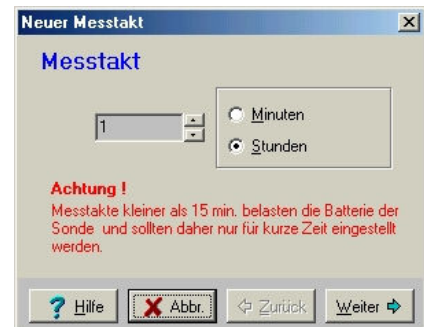 Neuer Messtakt
Messtakt
1
Minuten
Stunden
Achtung !
Messtakte kleiner als 15 min. belasten die Batterie der
Sonde und sollten daher nur für kurze Zeit eingestellt
werden.
Hilfe Abbr. Zurück Weiter